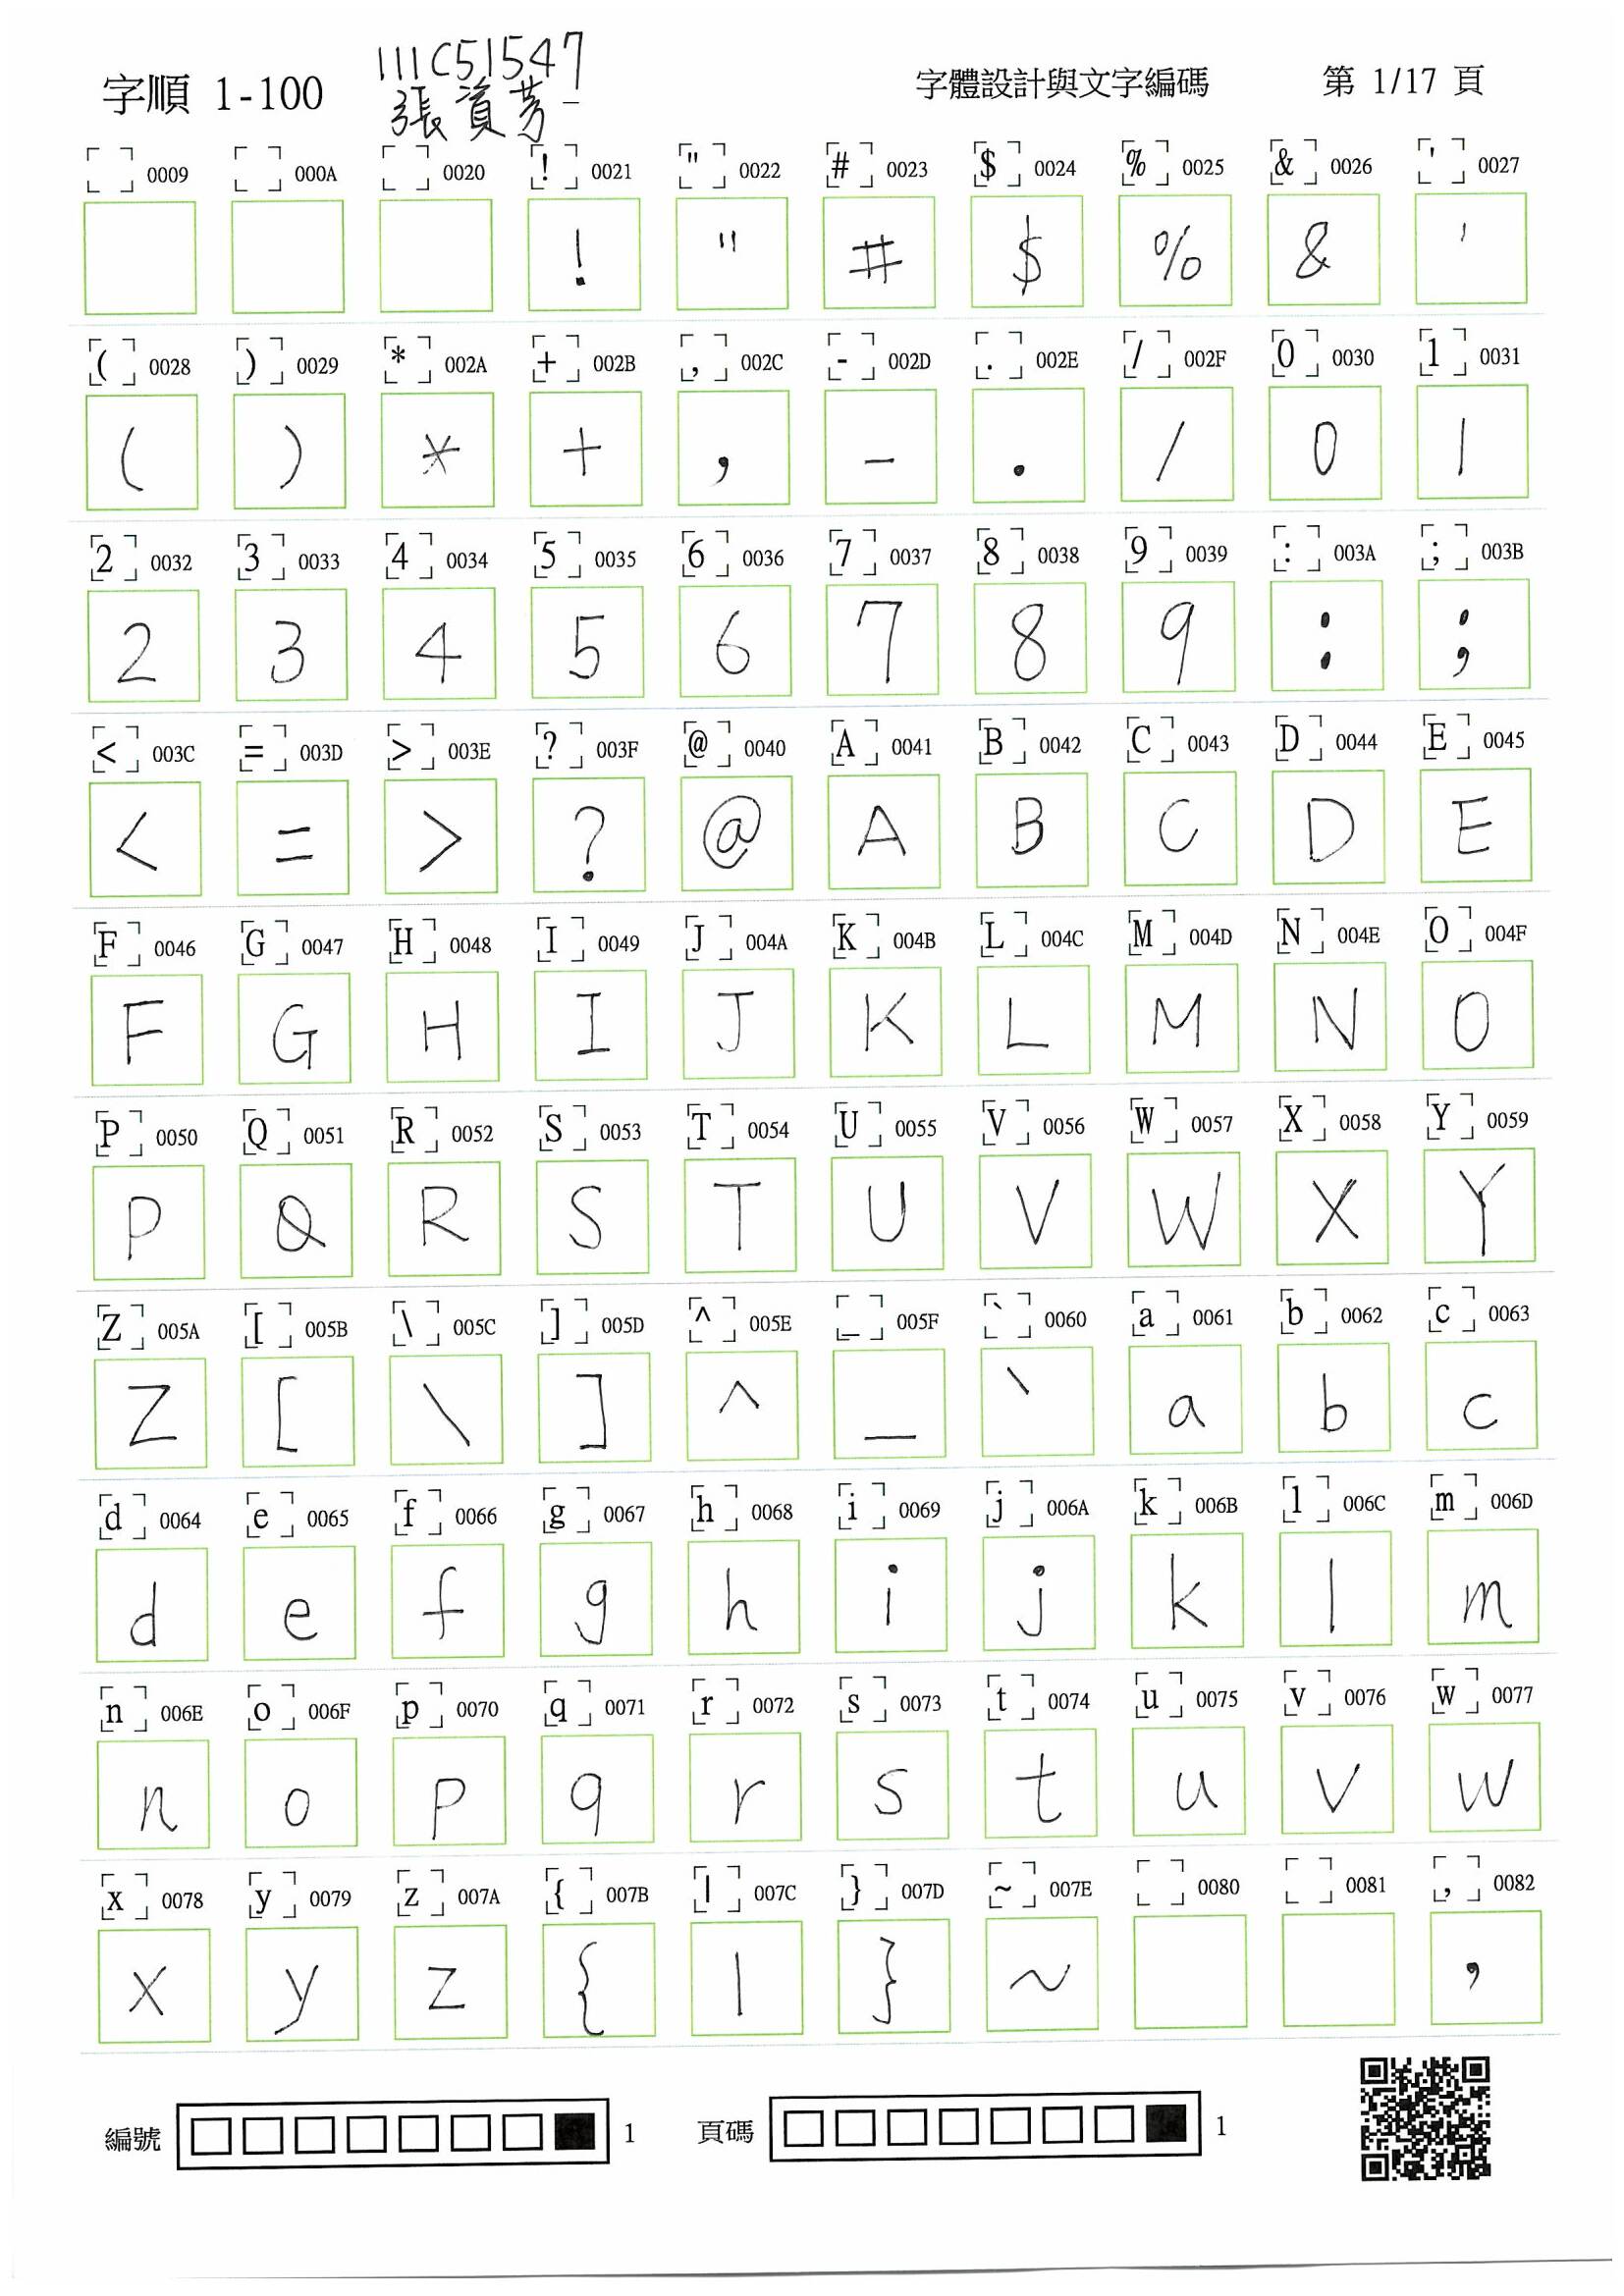 111C51547
字順 1-100
張資芳
字體設計與文字編碼
第 1/17 頁
0009 000A 0020 ! 0021 " 0022 # 0023 $ 0024 % 0025 & 0026 ' 0027
! " # $ % & '
( 0028 ) 0029 * 002A + 002B , 002C - 002D . 002E / 002F 0 0030 1 0031
( ) * + , - . / 0 1
2 0032 3 0033 4 0034 5 0035 6 0036 7 0037 8 0038 9 0039 : 003A ; 003B
2 3 4 5 6 7 8 9 : ;
< 003C = 003D > 003E ? 003F @ 0040 A 0041 B 0042 C 0043 D 0044 E 0045
< = > ? @ A B C D E
F 0046 G 0047 H 0048 I 0049 J 004A K 004B L 004C M 004D N 004E O 004F
F G H I J K L M N O
P 0050 Q 0051 R 0052 S 0053 T 0054 U 0055 V 0056 W 0057 X 0058 Y 0059
P Q R S T U V W X Y
Z 005A [ 005B \ 005C ] 005D ^ 005E _ 005F ` 0060 a 0061 b 0062 c 0063
Z [ \ ] ^ _ ` a b c
d 0064 e 0065 f 0066 g 0067 h 0068 i 0069 j 006A k 006B l 006C m 006D
d e f g h i j k l m
n 006E o 006F p 0070 q 0071 r 0072 s 0073 t 0074 u 0075 v 0076 w 0077
n o p q r s t u v w
x 0078 y 0079 z 007A { 007B | 007C } 007D ~ 007E 0080 0081 , 0082
x y z { | } ~ ,
編號 1 頁碼 1